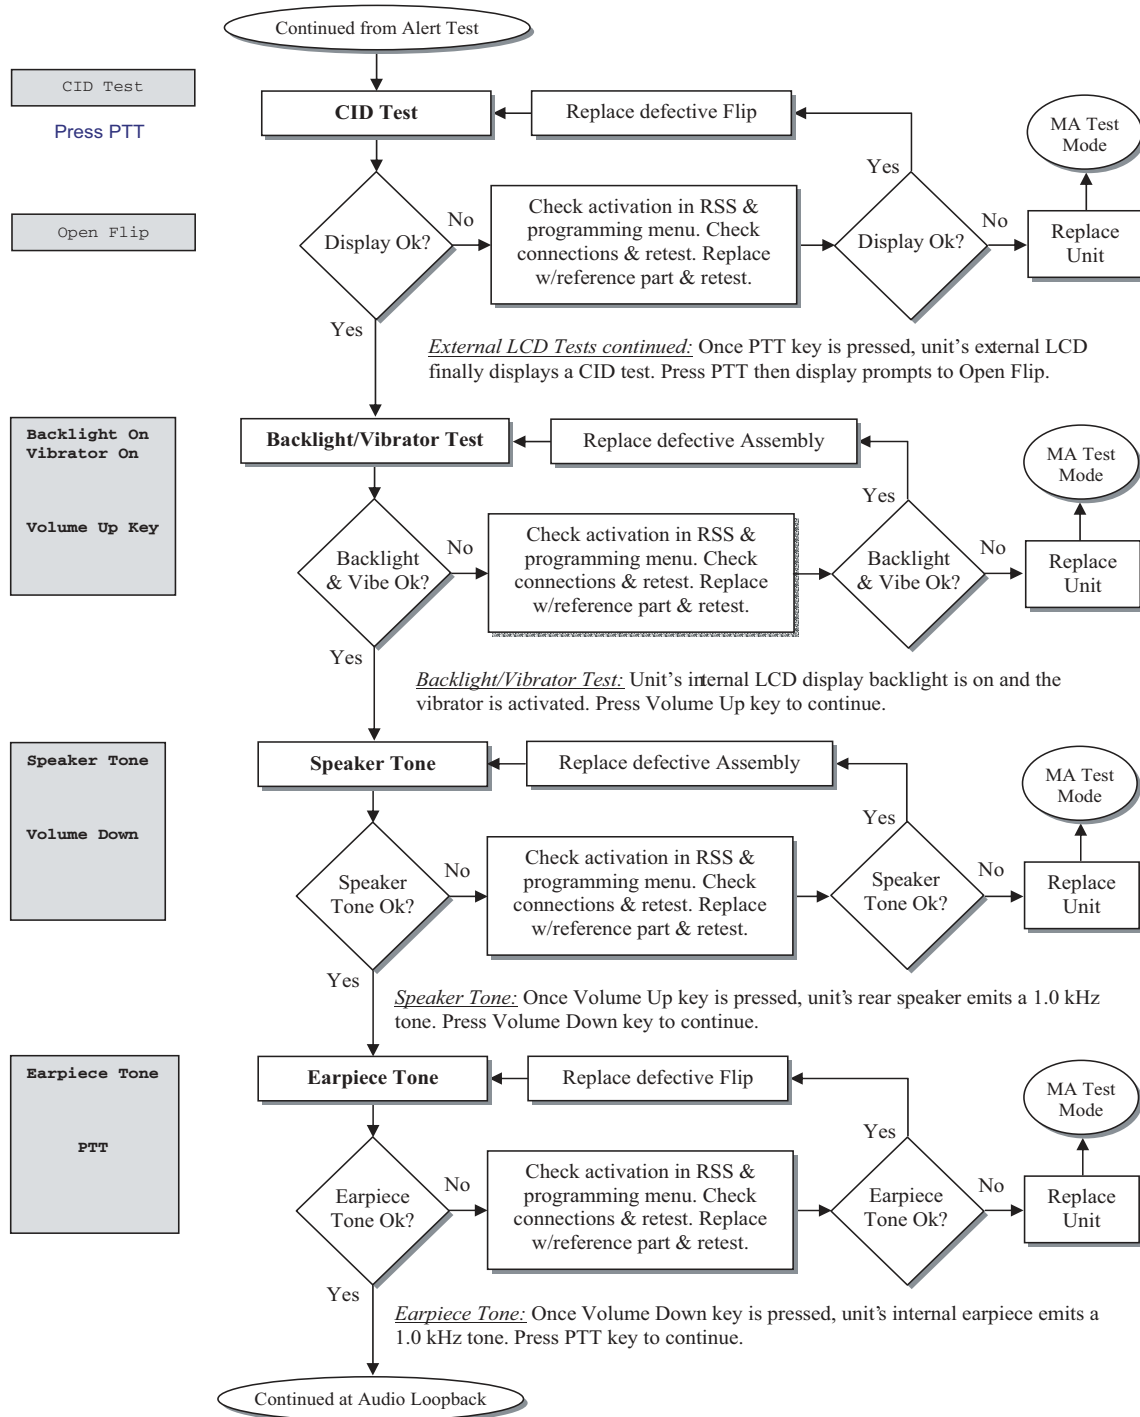 Continued from Alert Test
CID Test
Press PTT
Open Flip
CID Test
Replace defective Flip
MA Test
Mode
Display Ok?
No
Check activation in RSS &
programming menu. Check
connections & retest. Replace
w/reference part & retest.
Yes
Display Ok?
No
Replace
Unit
Yes
External LCD Tests continued: Once PTT key is pressed, unit's external LCD
finally displays a CID test. Press PTT then display prompts to Open Flip.
Backlight On
Vibrator On
Volume Up Key
Backlight/Vibrator Test
Replace defective Assembly
MA Test
Mode
Backlight
& Vibe Ok?
No
Check activation in RSS &
programming menu. Check
connections & retest. Replace
w/reference part & retest.
Yes
Backlight
& Vibe Ok?
No
Replace
Unit
Yes
Backlight/Vibrator Test: Unit's internal LCD display backlight is on and the
vibrator is activated. Press Volume Up key to continue.
Speaker Tone
Volume Down
Speaker Tone
Replace defective Assembly
MA Test
Mode
Speaker
Tone Ok?
No
Check activation in RSS &
programming menu. Check
connections & retest. Replace
w/reference part & retest.
Yes
Speaker
Tone Ok?
No
Replace
Unit
Yes
Speaker Tone: Once Volume Up key is pressed, unit's rear speaker emits a 1.0 kHz
tone. Press Volume Down key to continue.
Earpiece Tone
PTT
Earpiece Tone
Replace defective Flip
MA Test
Mode
Earpiece
Tone Ok?
No
Check activation in RSS &
programming menu. Check
connections & retest. Replace
w/reference part & retest.
Yes
Earpiece
Tone Ok?
No
Replace
Unit
Yes
Earpiece Tone: Once Volume Down key is pressed, unit's internal earpiece emits a
1.0 kHz tone. Press PTT key to continue.
Continued at Audio Loopback